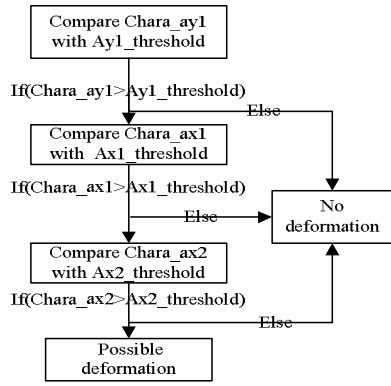 Compare Chara_ay1
with Ay1_threshold
If(Chara_ay1>Ay1_threshold)
Else
Compare Chara_ax1
with Ax1_threshold
If(Chara_ax1>Ax1_threshold)
Else
No
deformation
Compare Chara_ax2
with Ax2_threshold
If(Chara_ax2>Ax2_threshold)
Else
Possible
deformation